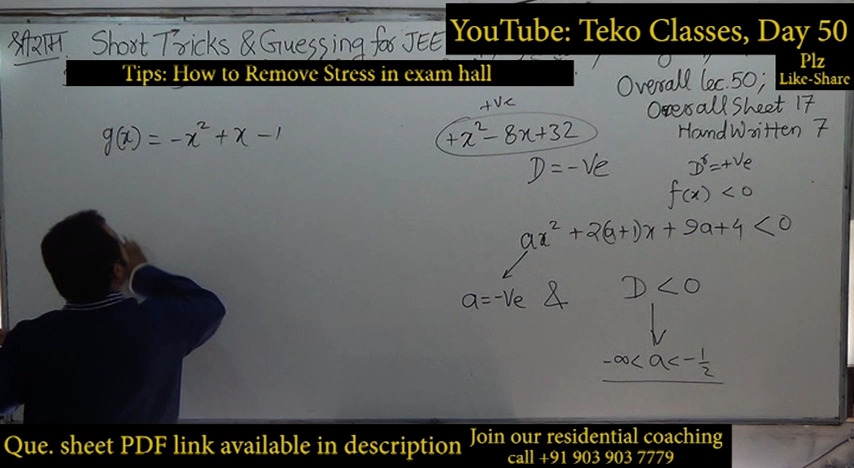 YouTube: Teko Classes, Day 50
श्रीराम Short Tricks & Guessing for JEE
Plz
Like-Share
Tips: How to Remove Stress in exam hall
Overall lec.50;
Overall Sheet 17
HandWritten 7
g(x) = -x² + x - 1
+ve
+x² - 8x + 32
D = -Ve
Dʳ = +ve
f(x) < 0
ax² + 2(a+1)x + 9a + 4 < 0
a = -Ve & D < 0
-∞ < a < -1/2
Que. sheet PDF link available in description
Join our residential coaching
call +91 903 903 7779